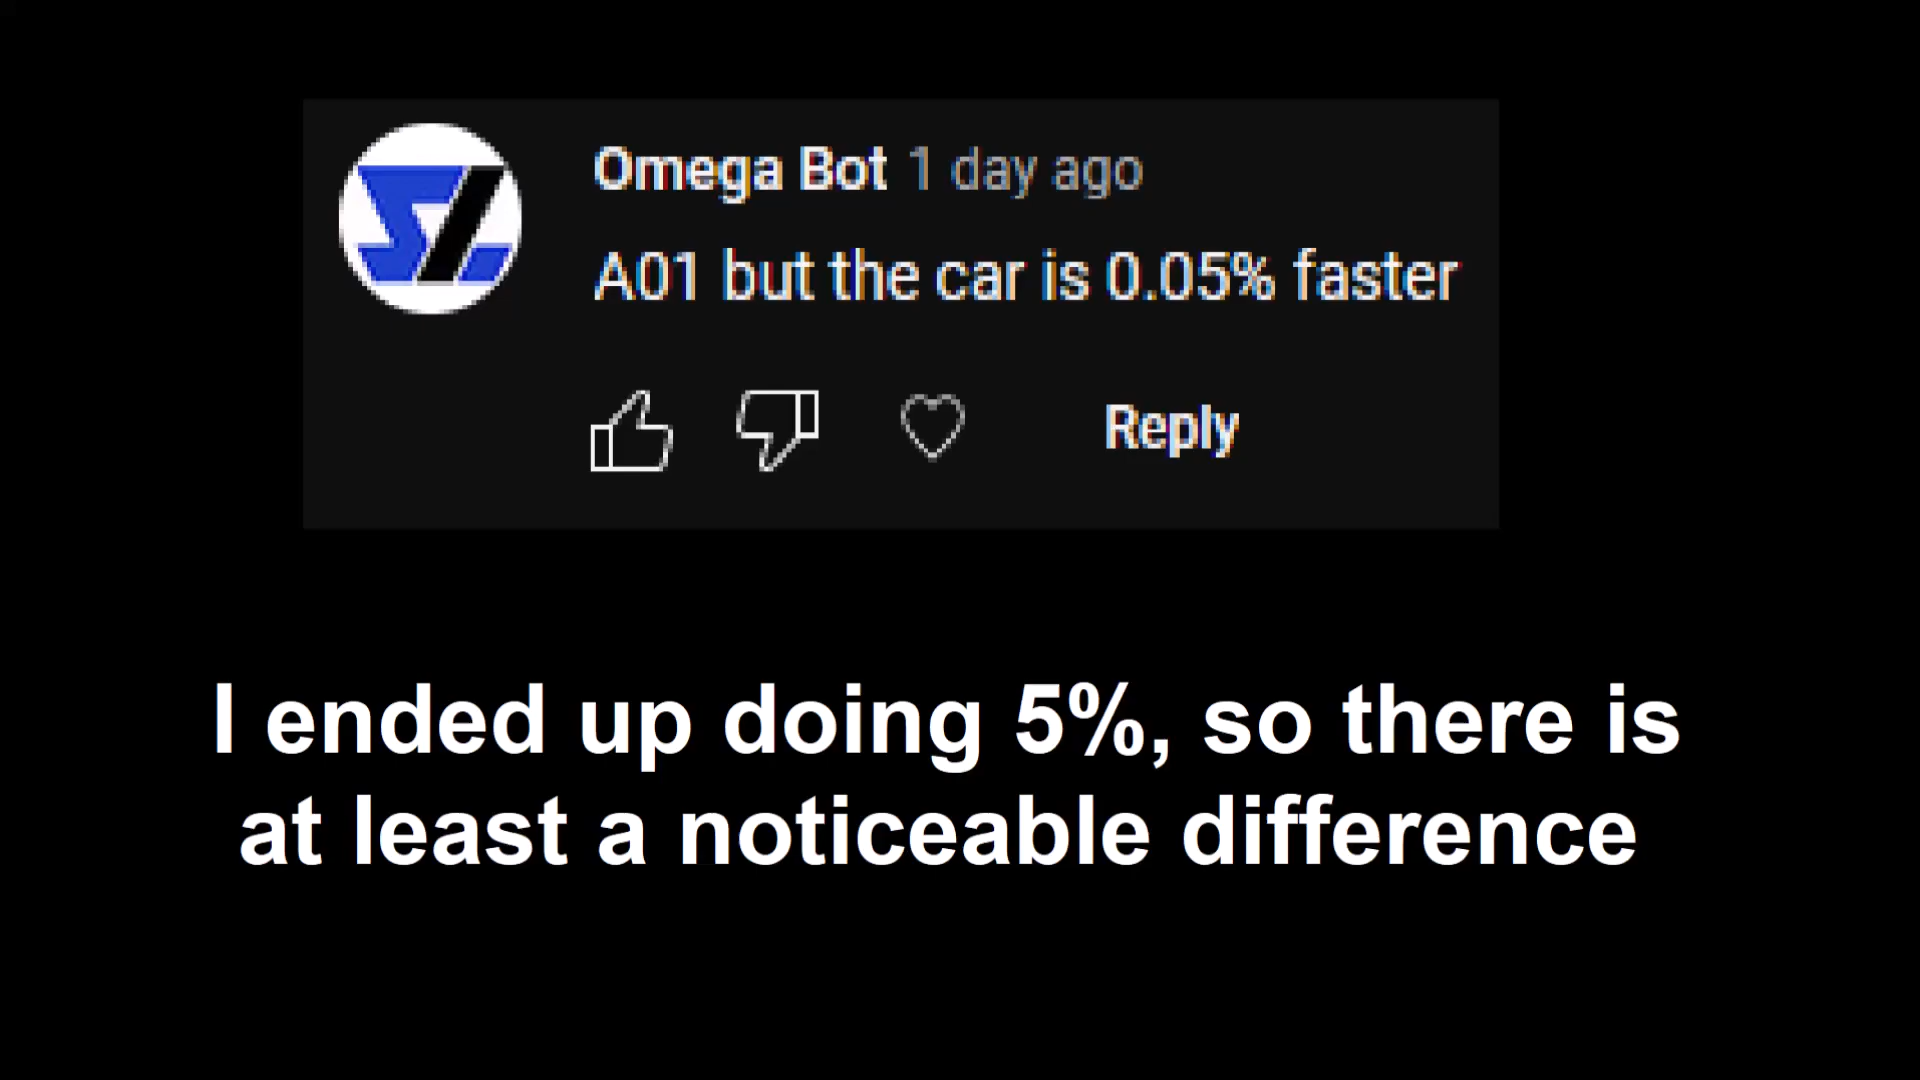 Omega Bot 1 day ago
A01 but the car is 0.05% faster
Reply
I ended up doing 5%, so there is
at least a noticeable difference